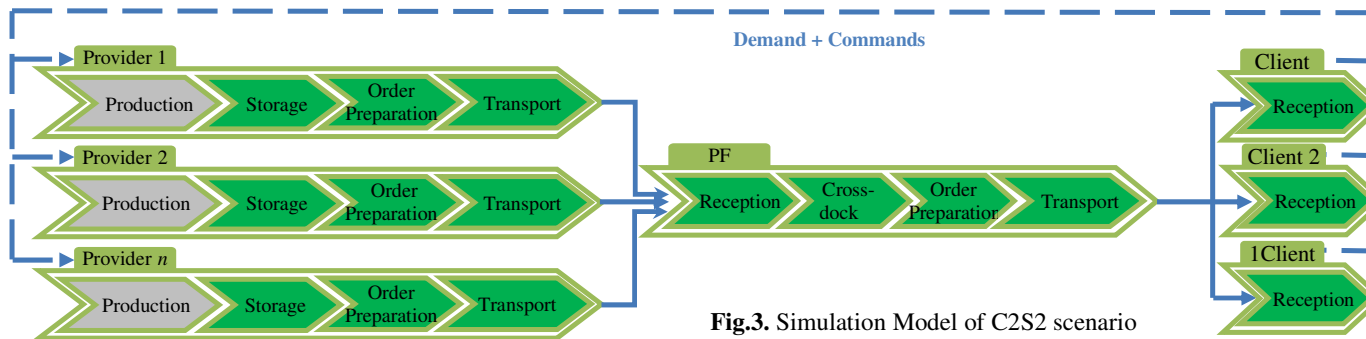 Demand + Commands
Provider 1
Production
Storage
Order
Preparation
Transport
Provider 2
Production
Storage
Order
Preparation
Transport
Provider n
Production
Storage
Order
Preparation
Transport
PF
Reception
Cross-
dock
Order
Preparation
Transport
Client
Reception
Client 2
Reception
1Client
Reception
Fig.3. Simulation Model of C2S2 scenario